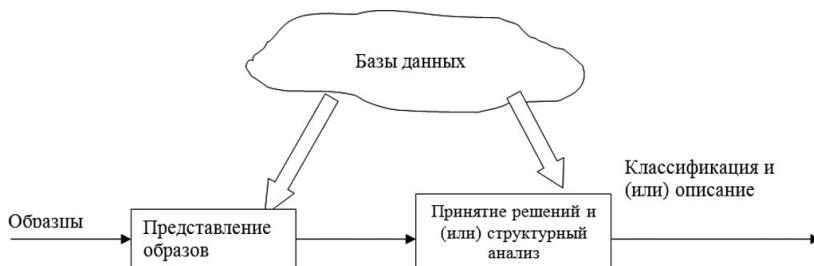 Базы данных
Классификация и
(или) описание
Образцы
Представление
образов
Принятие решений и
(или) структурный
анализ